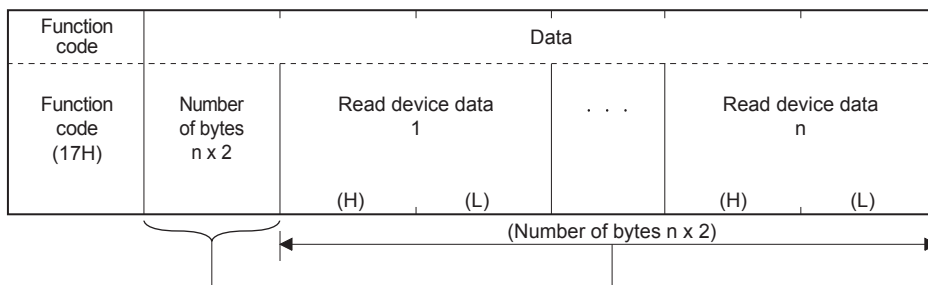 Function
code
Data
Function
code
(17H)
Number
of bytes
n x 2
Read device data
1
. . .
Read device data
n
(H)
(L)
(H)
(L)
(Number of bytes n x 2)